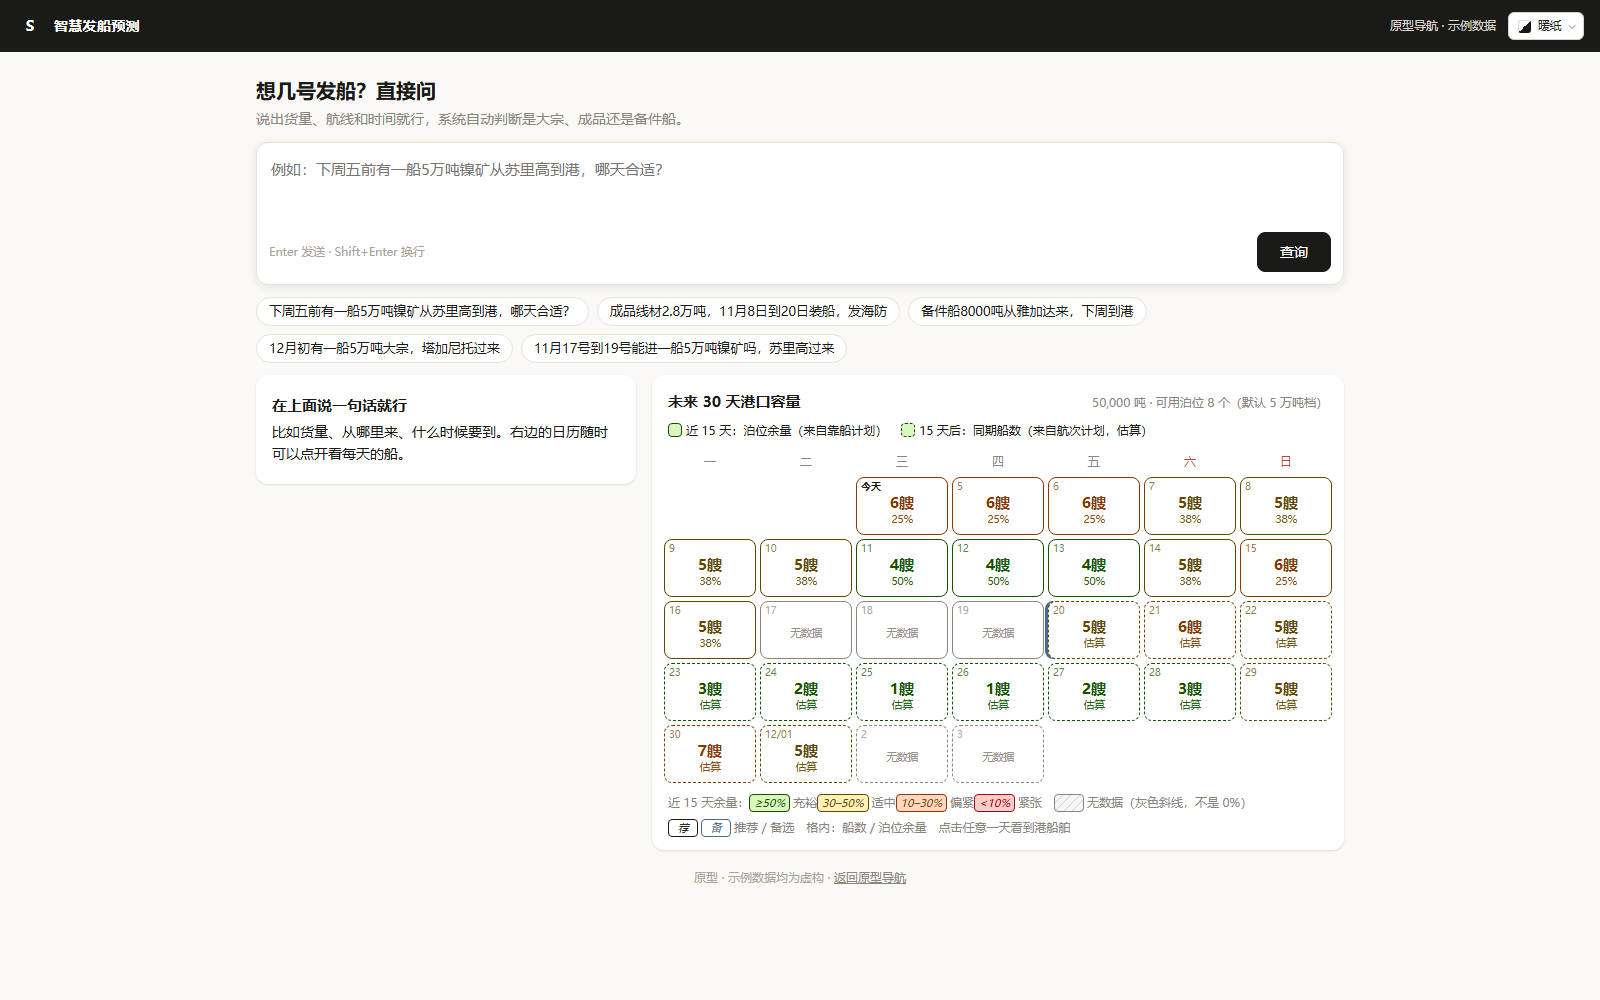 S 智慧发船预测
原型导航 · 示例数据 暖纸
想几号发船？直接问
说出货量、航线和时间就行，系统自动判断是大宗、成品还是备件船。
例如：下周五前有一船5万吨镍矿从苏里高到港，哪天合适？
Enter 发送 · Shift+Enter 换行
查询
下周五前有一船5万吨镍矿从苏里高到港，哪天合适？
成品线材2.8万吨，11月8日到20日装船，发海防
备件船8000吨从雅加达来，下周到港
12月初有一船5万吨大宗，塔加尼托过来
11月17号到19号能进一船5万吨镍矿吗，苏里高过来
在上面说一句话就行
比如货量、从哪里来、什么时候要到。右边的日历随时
可以点开看每天的船。
未来 30 天港口容量
50,000 吨 · 可用泊位 8 个（默认 5 万吨档）
近 15 天：泊位余量（来自靠船计划）
15 天后：同期船数（来自航次计划，估算）
一 二 三 四 五 六 日
今天 6艘 25%
5 6艘 25%
6 6艘 25%
7 5艘 38%
8 5艘 38%
9 5艘 38%
10 5艘 38%
11 4艘 50%
12 4艘 50%
13 4艘 50%
14 5艘 38%
15 6艘 25%
16 5艘 38%
17 无数据
18 无数据
19 无数据
20 5艘 估算
21 6艘 估算
22 5艘 估算
23 3艘 估算
24 2艘 估算
25 1艘 估算
26 1艘 估算
27 2艘 估算
28 3艘 估算
29 5艘 估算
30 7艘 估算
12/01 5艘 估算
2 无数据
3 无数据
近 15 天余量： ≥50% 充裕 30–50% 适中 10–30% 偏紧 <10% 紧张 无数据（灰色斜线，不是 0%）
荐 备 推荐 / 备选 格内：船数 / 泊位余量 点击任意一天看到港船舶
原型 · 示例数据均为虚构 · 返回原型导航